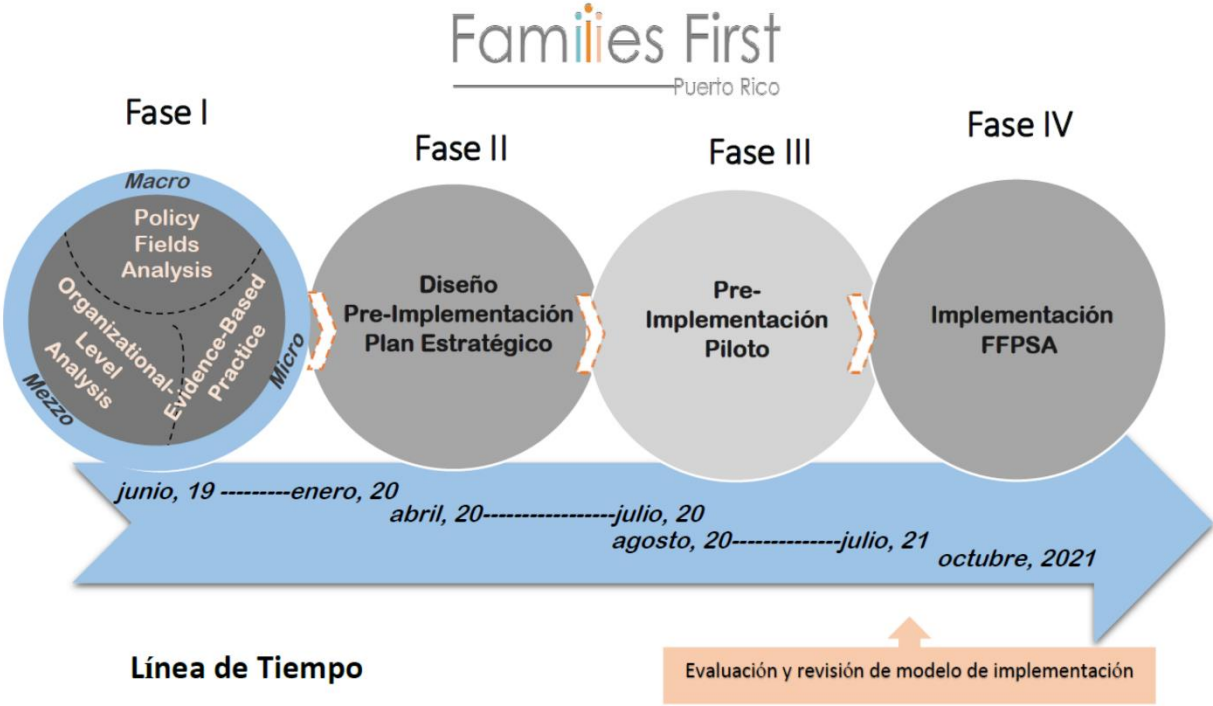 Families First
Puerto Rico
Fase I
Fase II
Fase III
Fase IV
Macro
Policy
Fields
Analysis
Organizational-
Level
Analysis
Mezzo
Evidence-Based
Practice
Micro
Diseño
Pre-Implementación
Plan Estratégico
Pre-
Implementación
Piloto
Implementación
FFPSA
junio, 19 ---------enero, 20
abril, 20-----------------julio, 20
agosto, 20--------------julio, 21
octubre, 2021
Línea de Tiempo
Evaluación y revisión de modelo de implementación